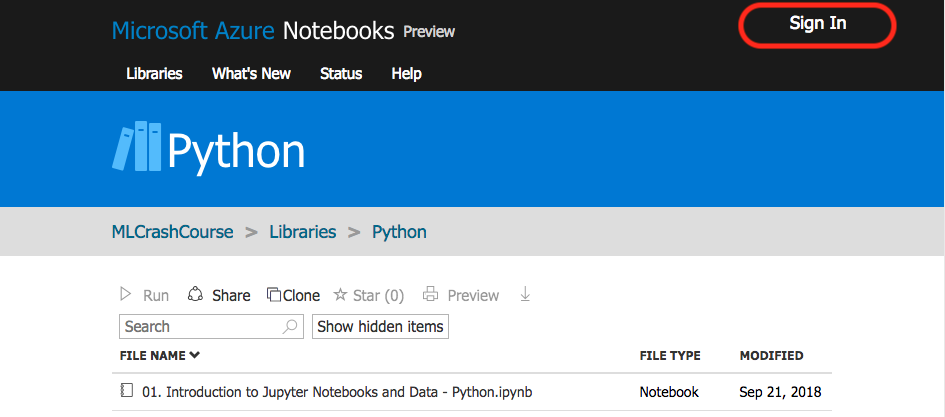 Microsoft Azure Notebooks Preview
Sign In
Libraries What's New Status Help
Python
MLCrashCourse > Libraries > Python
Run Share Clone Star (0) Preview
Search Show hidden items
FILE NAME FILE TYPE MODIFIED
01. Introduction to Jupyter Notebooks and Data - Python.ipynb Notebook Sep 21, 2018